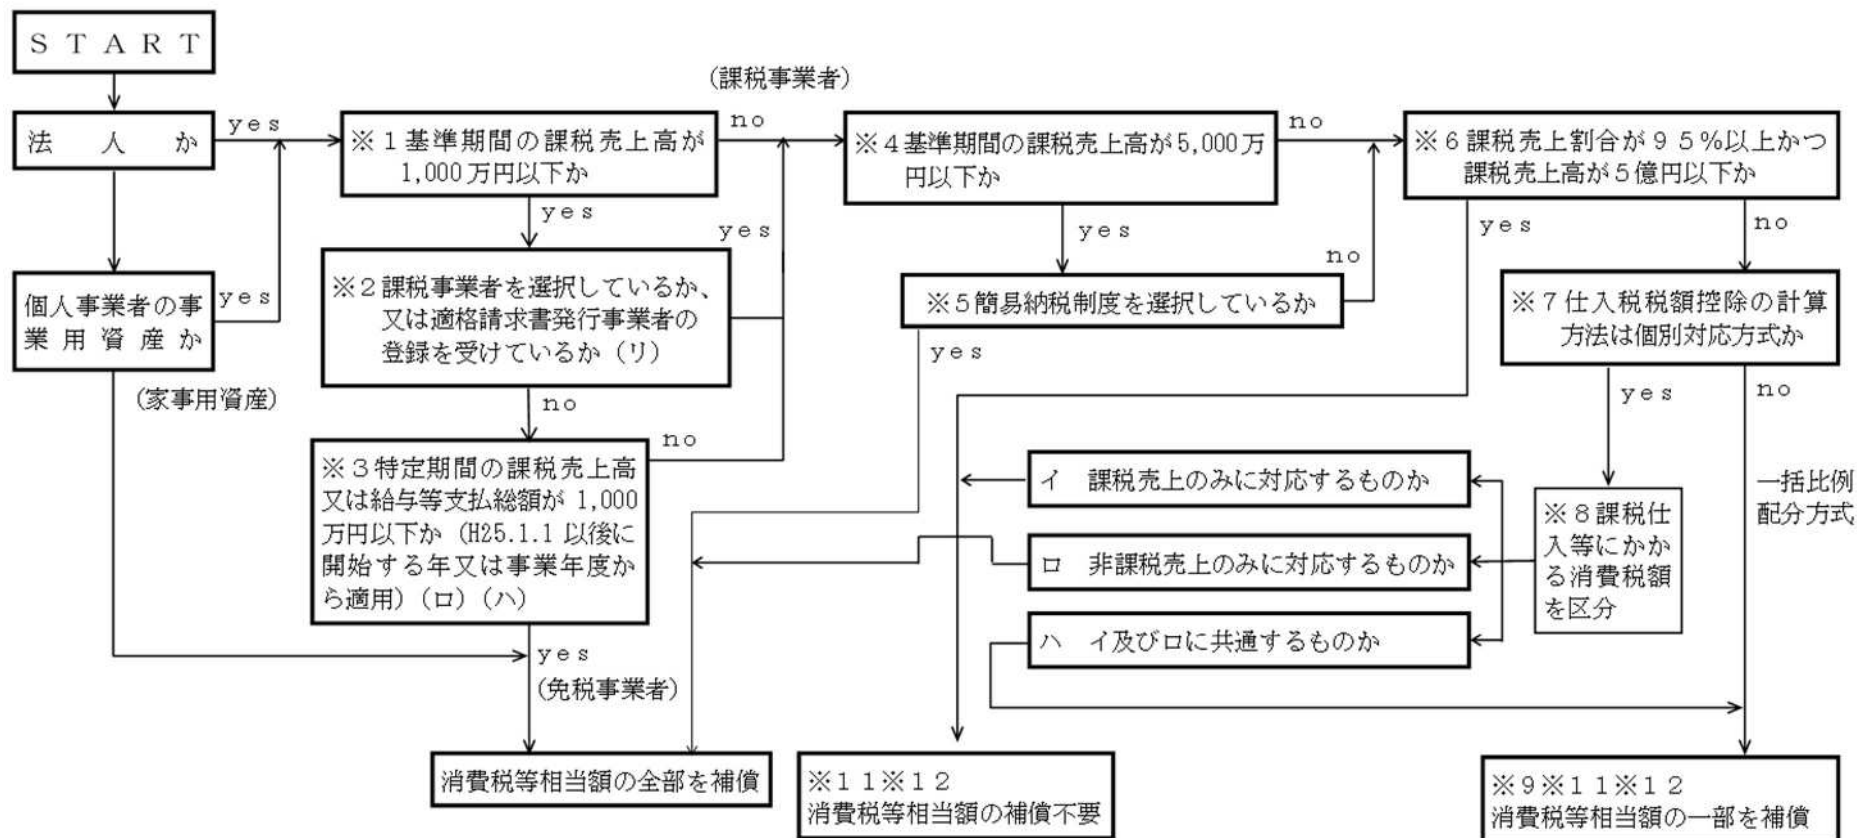 ＳＴＡＲＴ
法人か
yes
個人事業者の事
業用資産か
yes
(家事用資産)
※１基準期間の課税売上高が
1,000万円以下か
no
yes
※２課税事業者を選択しているか、
又は適格請求書発行事業者の
登録を受けているか（リ）
yes
no
※３特定期間の課税売上高
又は給与等支払総額が1,000
万円以下か（H25.1.1以後に
開始する年又は事業年度か
ら適用）（ロ）（ハ）
no
yes
(免税事業者)
(課税事業者)
※４基準期間の課税売上高が5,000万
円以下か
no
yes
※５簡易納税制度を選択しているか
no
yes
※６課税売上割合が９５％以上かつ
課税売上高が５億円以下か
yes
no
※７仕入税税額控除の計算
方法は個別対応方式か
yes
no
一括比例
配分方式
※８課税仕
入等にかか
る消費税額
を区分
イ　課税売上のみに対応するものか
ロ　非課税売上のみに対応するものか
ハ　イ及びロに共通するものか
消費税等相当額の全部を補償
※１１※１２
消費税等相当額の補償不要
※９※１１※１２
消費税等相当額の一部を補償